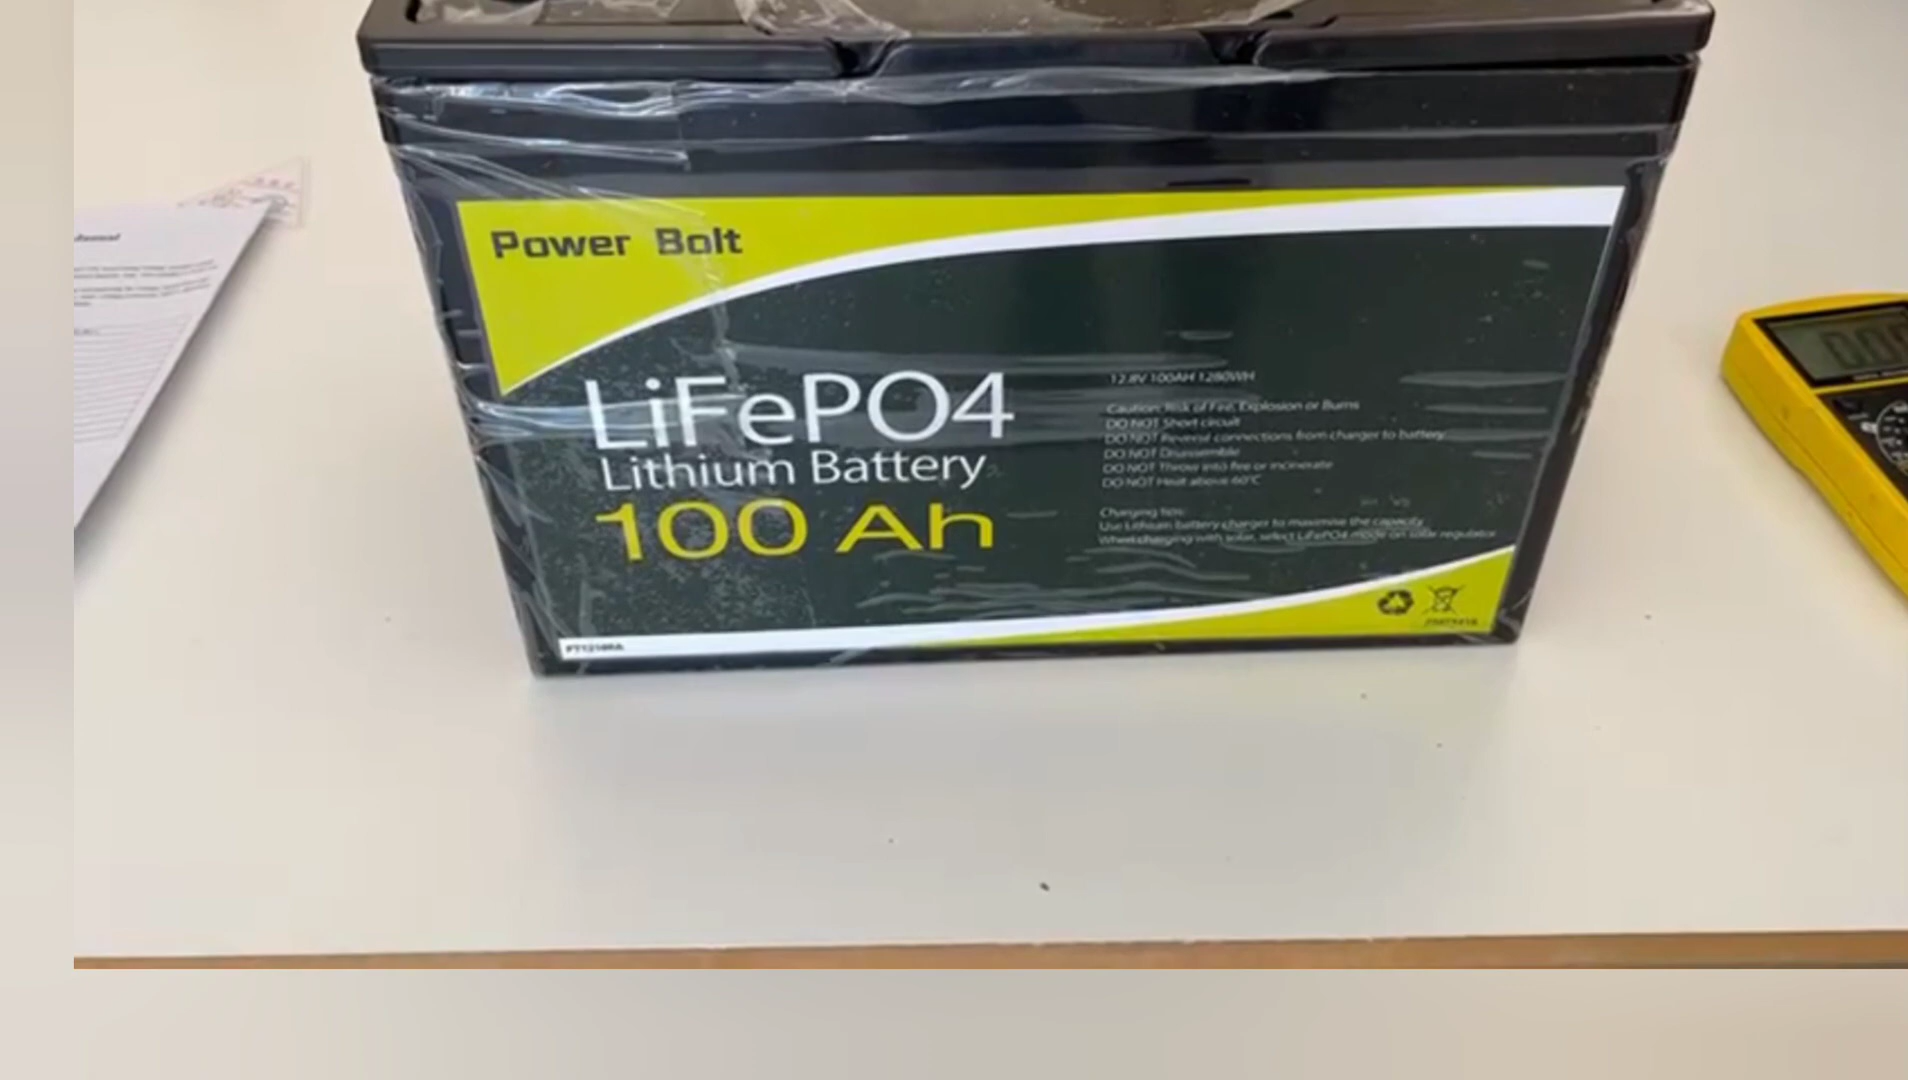 Power Bolt
LiFePO4
Lithium Battery
100 Ah
12.8V 100AH 1280WH
Caution: Risk of Fire, Explosion or Burns
DO NOT Short circuit
DO NOT Reversal connections from charger to battery
DO NOT Disassemble
DO NOT Throw into fire or incinerate
DO NOT Heat above 60°C
Charging tips:
Use Lithium battery charger to maximise the capacity
When charging with solar, select LiFePO4 mode on solar regulator